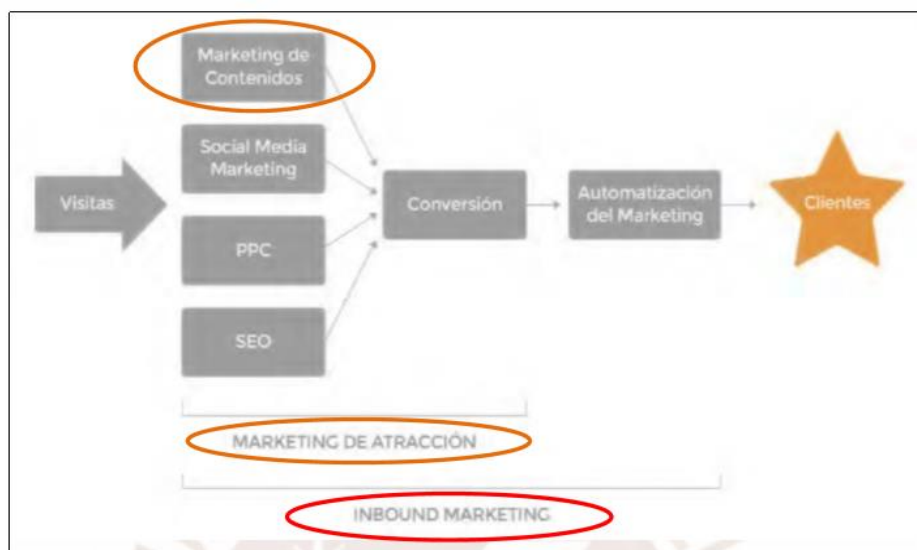 Marketing de
Contenidos
Social Media
Marketing
Visitas
PPC
SEO
Conversión
Automatización
del Marketing
Clientes
MARKETING DE ATRACCIÓN
INBOUND MARKETING